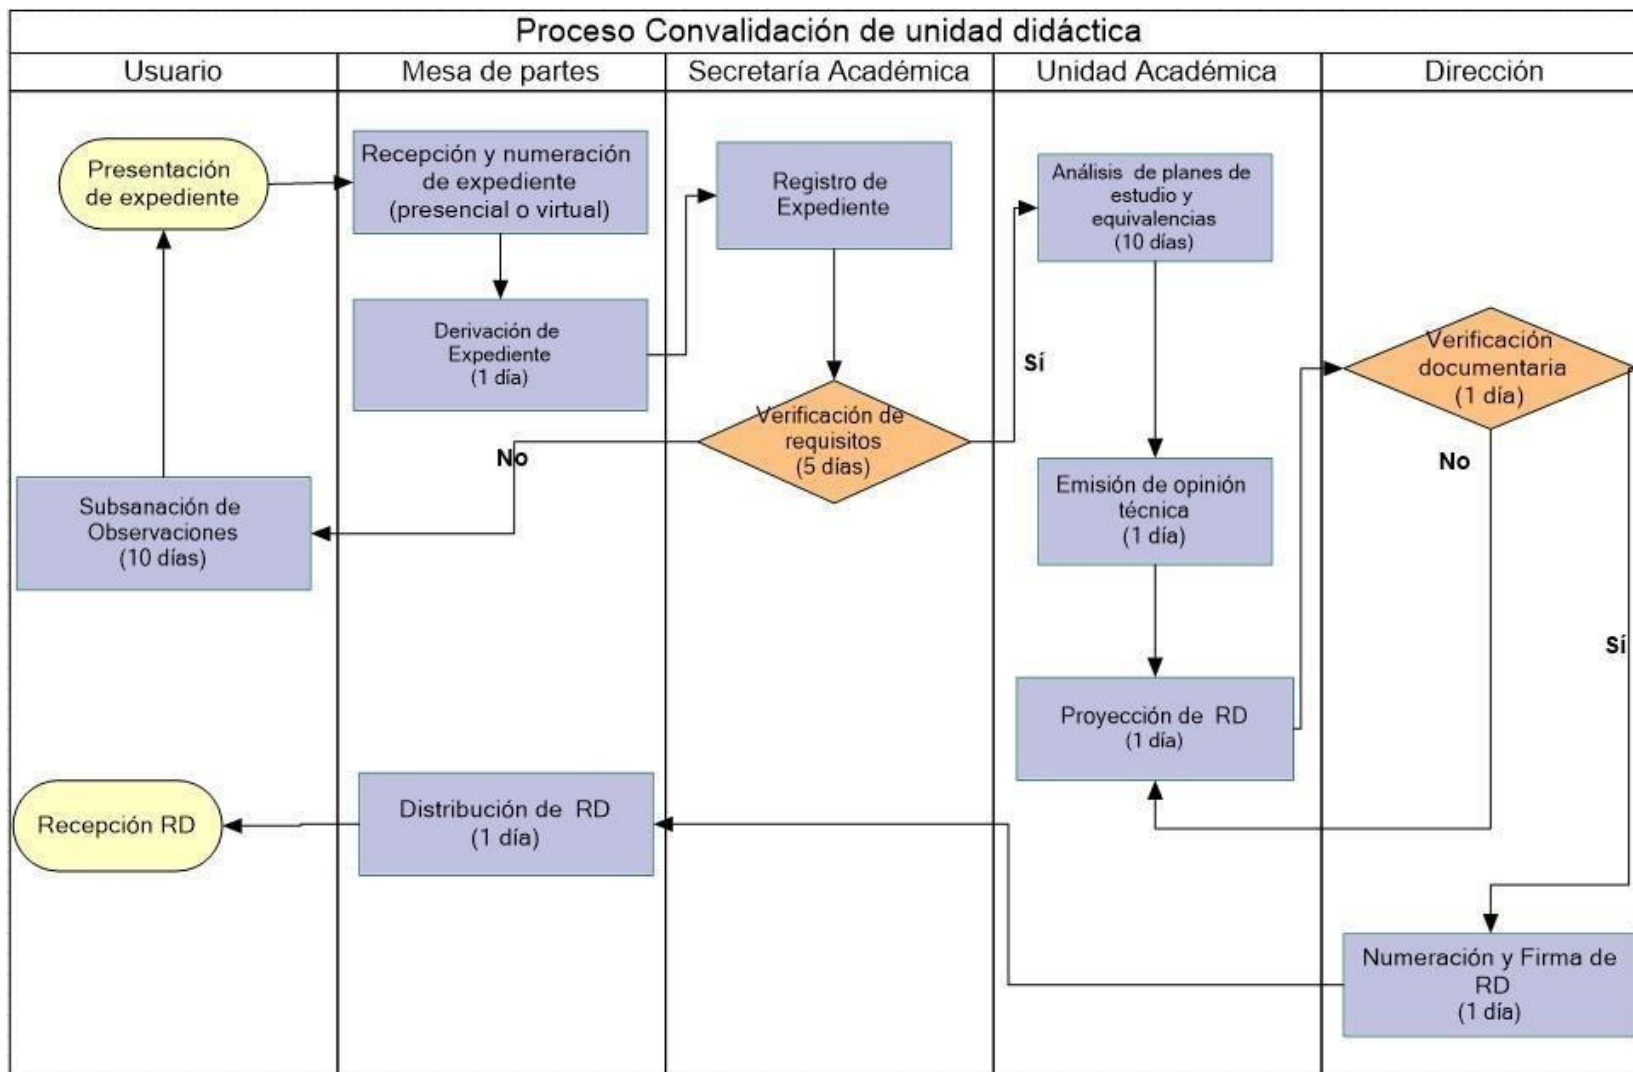 Proceso Convalidación de unidad didáctica
Usuario
Mesa de partes
Secretaría Académica
Unidad Académica
Dirección
Presentación
de expediente
Recepción y numeración
de expediente
(presencial o virtual)
Registro de
Expediente
Análisis de planes de
estudio y
equivalencias
(10 días)
Derivación de
Expediente
(1 día)
Verificación
documentaria
(1 día)
Sí
Verificación de
requisitos
(5 días)
No
No
Subsanación de
Observaciones
(10 días)
Emisión de opinión
técnica
(1 día)
Sí
Proyección de RD
(1 día)
Recepción RD
Distribución de RD
(1 día)
Numeración y Firma de
RD
(1 día)